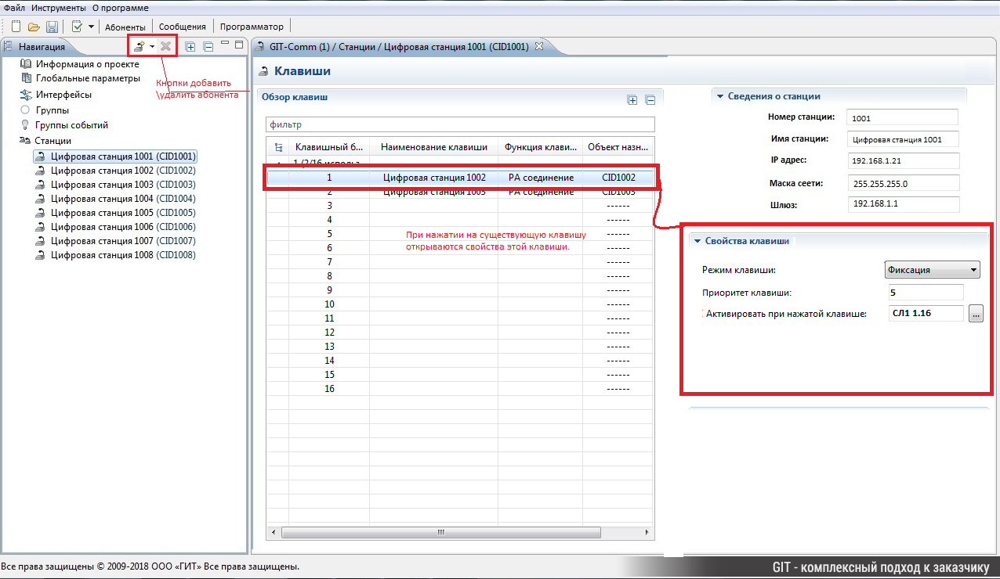 Файл Инструменты О программе
Абоненты Сообщения Программатор
Навигация
GIT-Comm (1) / Станции / Цифровая станция 1001 (CID1001)
Информация о проекте
Глобальные параметры
Интерфейсы
Группы
Группы событий
Станции
Цифровая станция 1001 (CID1001)
Цифровая станция 1002 (CID1002)
Цифровая станция 1003 (CID1003)
Цифровая станция 1004 (CID1004)
Цифровая станция 1005 (CID1005)
Цифровая станция 1006 (CID1006)
Цифровая станция 1007 (CID1007)
Цифровая станция 1008 (CID1008)
Кнопки добавить
\удалить абонента
Клавиши
Обзор клавиш
фильтр
Клавишный б... Наименование клавиши Функция клави... Объект назн...
1 (2/16 использа
1 Цифровая станция 1002 PA соединение CID1002
2 Цифровая станция 1003 PA соединение CID1003
3 ------
4 ------
5 ------
6 ------
7 ------
8 ------
9 ------
10 ------
11 ------
12 ------
13 ------
14 ------
15 ------
16 ------
При нажатии на существующую клавишу
открываются свойства этой клавиши.
Сведения о станции
Номер станции: 1001
Имя станции: Цифровая станция 1001
IP адрес: 192.168.1.21
Маска сеети: 255.255.255.0
Шлюз: 192.168.1.1
Свойства клавиши
Режим клавиши: Фиксация
Приоритет клавиши: 5
Активировать при нажатой клавише: СЛ1 1.16 ...
Все права защищены © 2009-2018 ООО «ГИТ» Все права защищены.
GIT - комплексный подход к заказчику